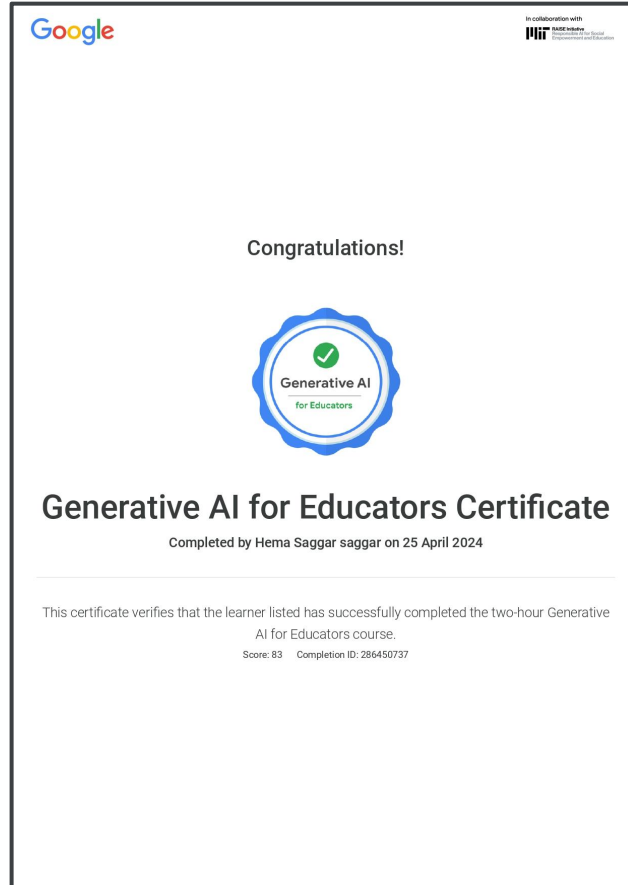 Google
In collaboration with
RAISE Initiative
Responsible AI for Social
Empowerment and Education
Congratulations!
Generative AI
for Educators
Generative AI for Educators Certificate
Completed by Hema Saggar saggar on 25 April 2024
This certificate verifies that the learner listed has successfully completed the two-hour Generative
AI for Educators course.
Score: 83 Completion ID: 286450737